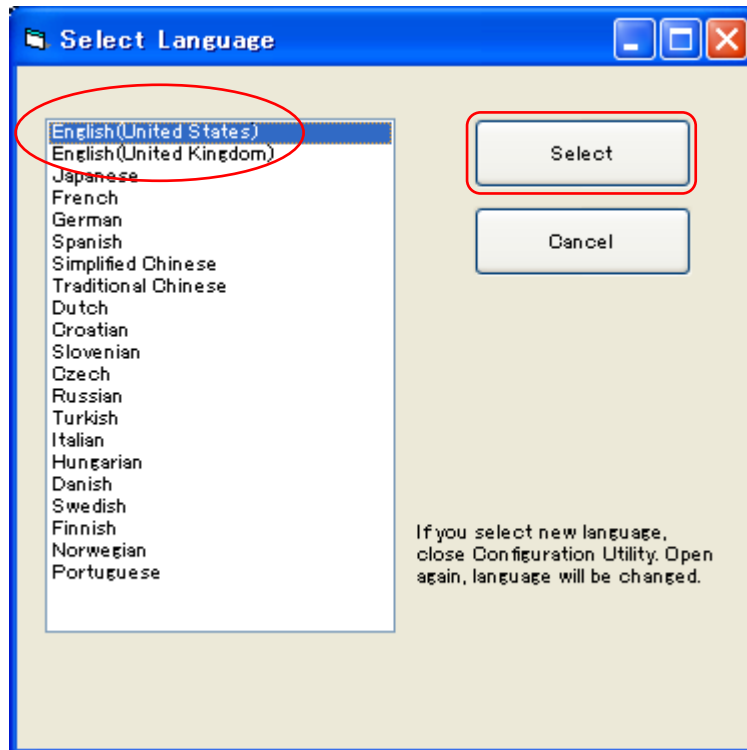 Select Language
English(United States)
English(United Kingdom)
Japanese
French
German
Spanish
Simplified Chinese
Traditional Chinese
Dutch
Croatian
Slovenian
Czech
Russian
Turkish
Italian
Hungarian
Danish
Swedish
Finnish
Norwegian
Portuguese
Select
Cancel
If you select new language,
close Configuration Utility. Open
again, language will be changed.